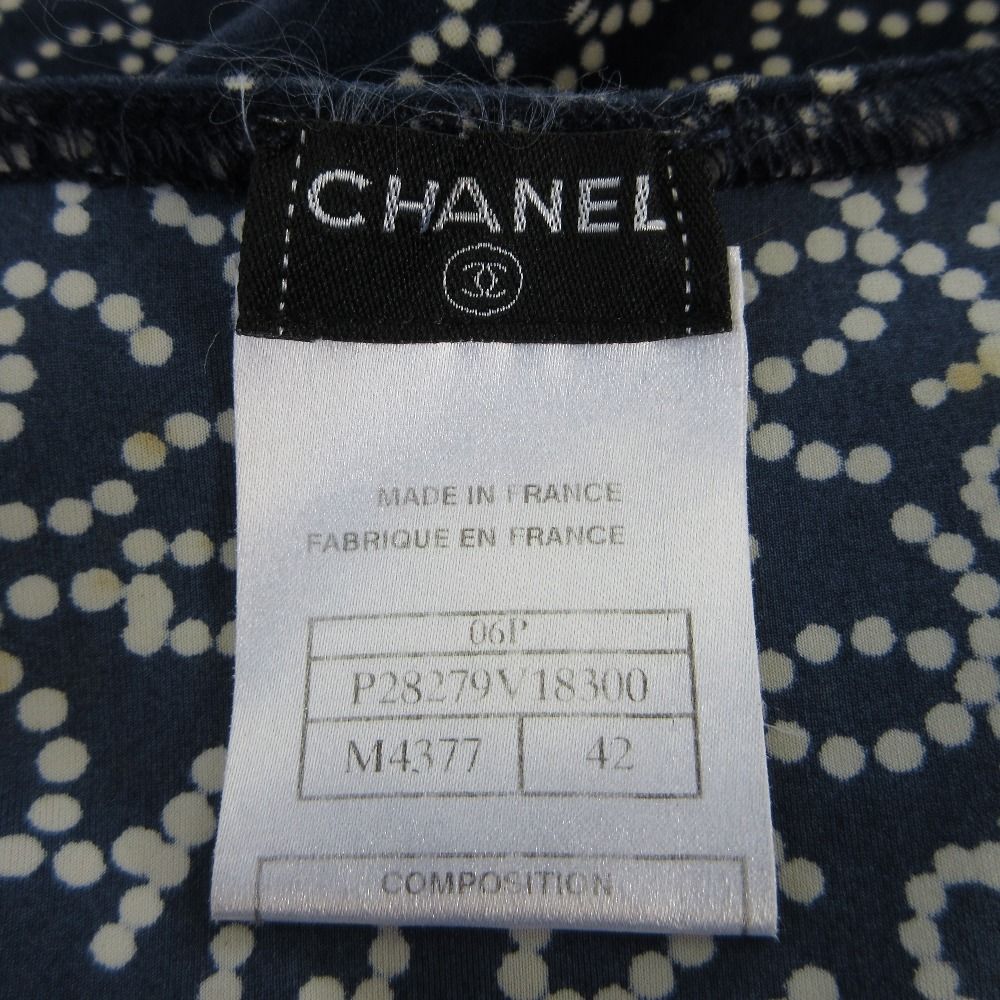 CHANEL
MADE IN FRANCE
FABRIQUE EN FRANCE
06P
P28279V18300
M4377 42
COMPOSITION